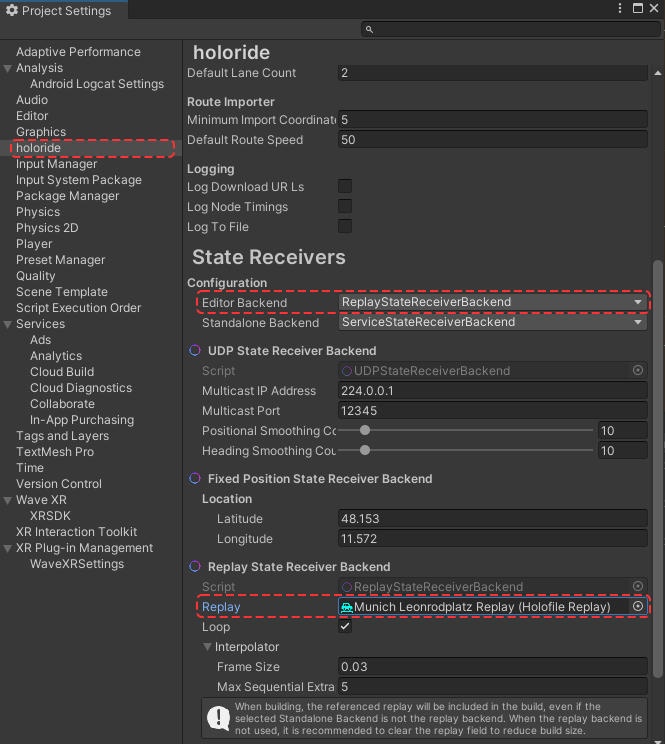 Project Settings
Adaptive Performance
Analysis
Android Logcat Settings
Audio
Editor
Graphics
holoride
Input Manager
Input System Package
Package Manager
Physics
Physics 2D
Player
Preset Manager
Quality
Scene Template
Script Execution Order
Services
Ads
Analytics
Cloud Build
Cloud Diagnostics
Collaborate
In-App Purchasing
Tags and Layers
TextMesh Pro
Time
Version Control
Wave XR
XRSDK
XR Interaction Toolkit
XR Plug-in Management
WaveXRSettings
holoride
Default Lane Count 2
Route Importer
Minimum Import Coordinate 5
Default Route Speed 50
Logging
Log Download UR Ls
Log Node Timings
Log To File
State Receivers
Configuration
Editor Backend ReplayStateReceiverBackend
Standalone Backend ServiceStateReceiverBackend
UDP State Receiver Backend
Script UDPStateReceiverBackend
Multicast IP Address 224.0.0.1
Multicast Port 12345
Positional Smoothing Co 10
Heading Smoothing Cou 10
Fixed Position State Receiver Backend
Location
Latitude 48.153
Longitude 11.572
Replay State Receiver Backend
Script ReplayStateReceiverBackend
Replay Munich Leonrodplatz Replay (Holofile Replay)
Loop
Interpolator
Frame Size 0.03
Max Sequential Extra 5
When building, the referenced replay will be included in the build, even if the
selected Standalone Backend is not the replay backend. When the replay backend is
not used, it is recommended to clear the replay field to reduce build size.